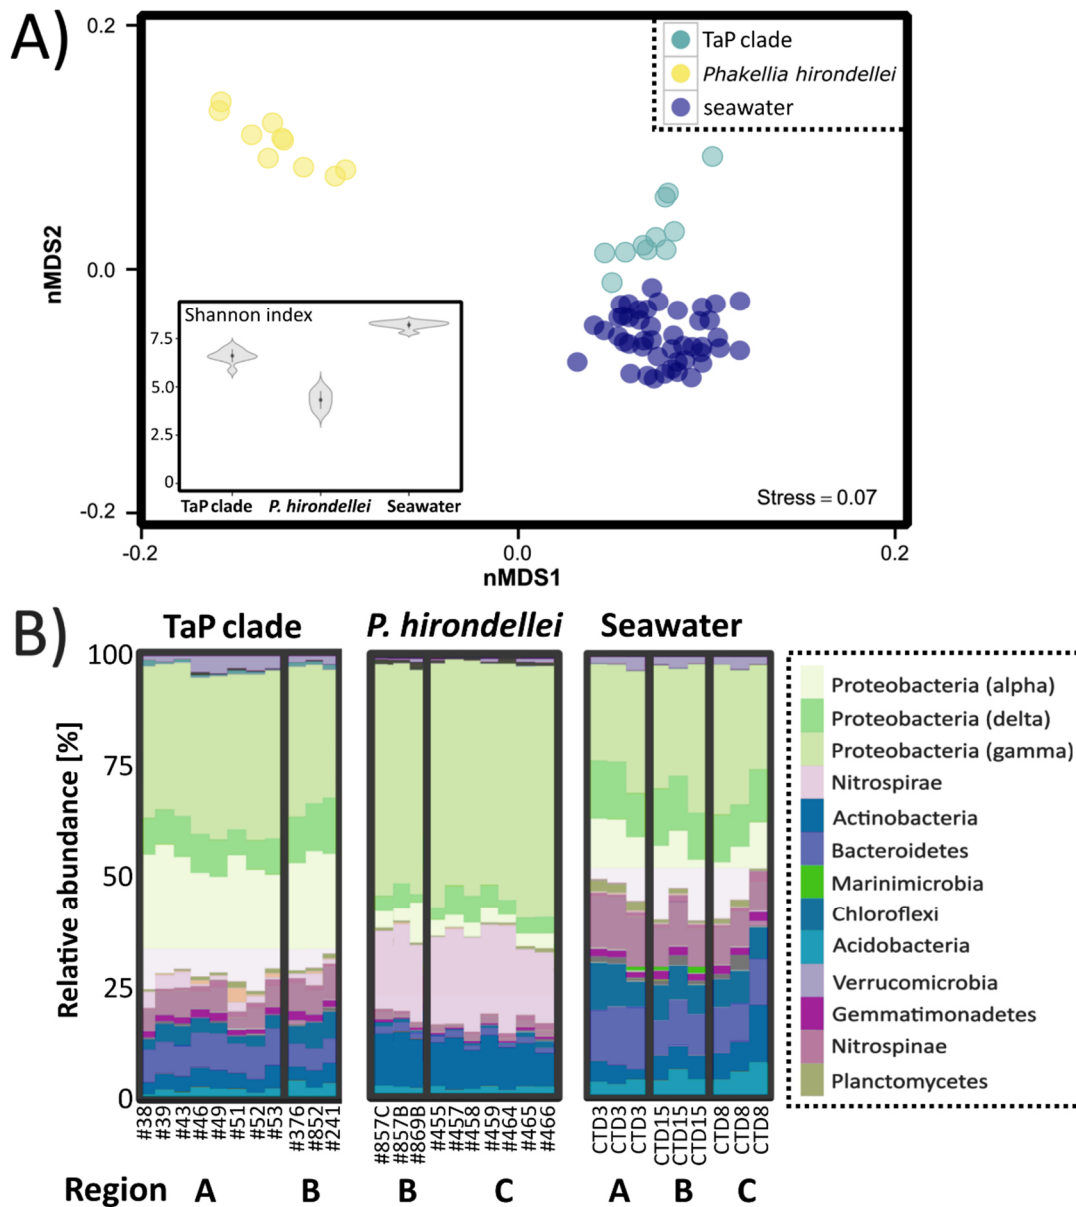 A)
0.2
TaP clade
Phakellia hirondellei
seawater
nMDS2
0.0
Shannon index
7.5
5.0
2.5
0
TaP clade P. hirondellei Seawater
Stress = 0.07
-0.2
-0.2 0.0 0.2
nMDS1
B)
TaP clade P. hirondellei Seawater
100
75
50
25
0
Relative abundance [%]
Proteobacteria (alpha)
Proteobacteria (delta)
Proteobacteria (gamma)
Nitrospirae
Actinobacteria
Bacteroidetes
Marinimicrobia
Chloroflexi
Acidobacteria
Verrucomicrobia
Gemmatimonadetes
Nitrospinae
Planctomycetes
#38 #39 #43 #46 #49 #51 #52 #53 #376 #852 #241 #857C #857B #869B #455 #457 #458 #459 #464 #465 #466 CTD3 CTD3 CTD3 CTD15 CTD15 CTD15 CTD8 CTD8 CTD8
Region A B B C A B C